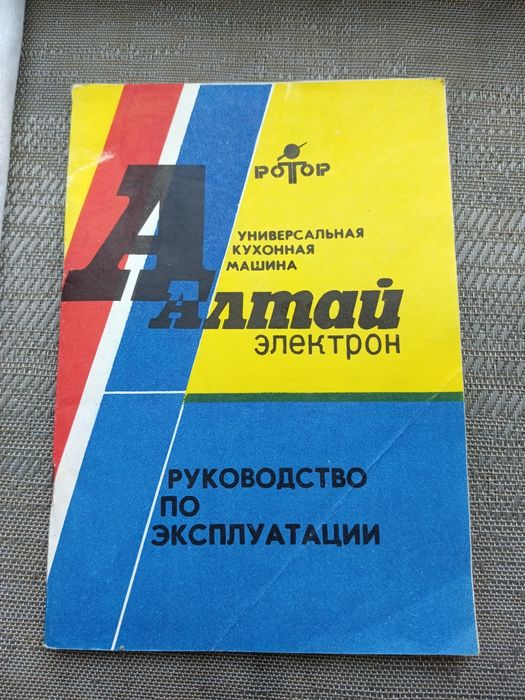 РОТОР
УНИВЕРСАЛЬНАЯ
КУХОННАЯ
МАШИНА
А
Алтай
электрон
РУКОВОДСТВО
ПО
ЭКСПЛУАТАЦИИ